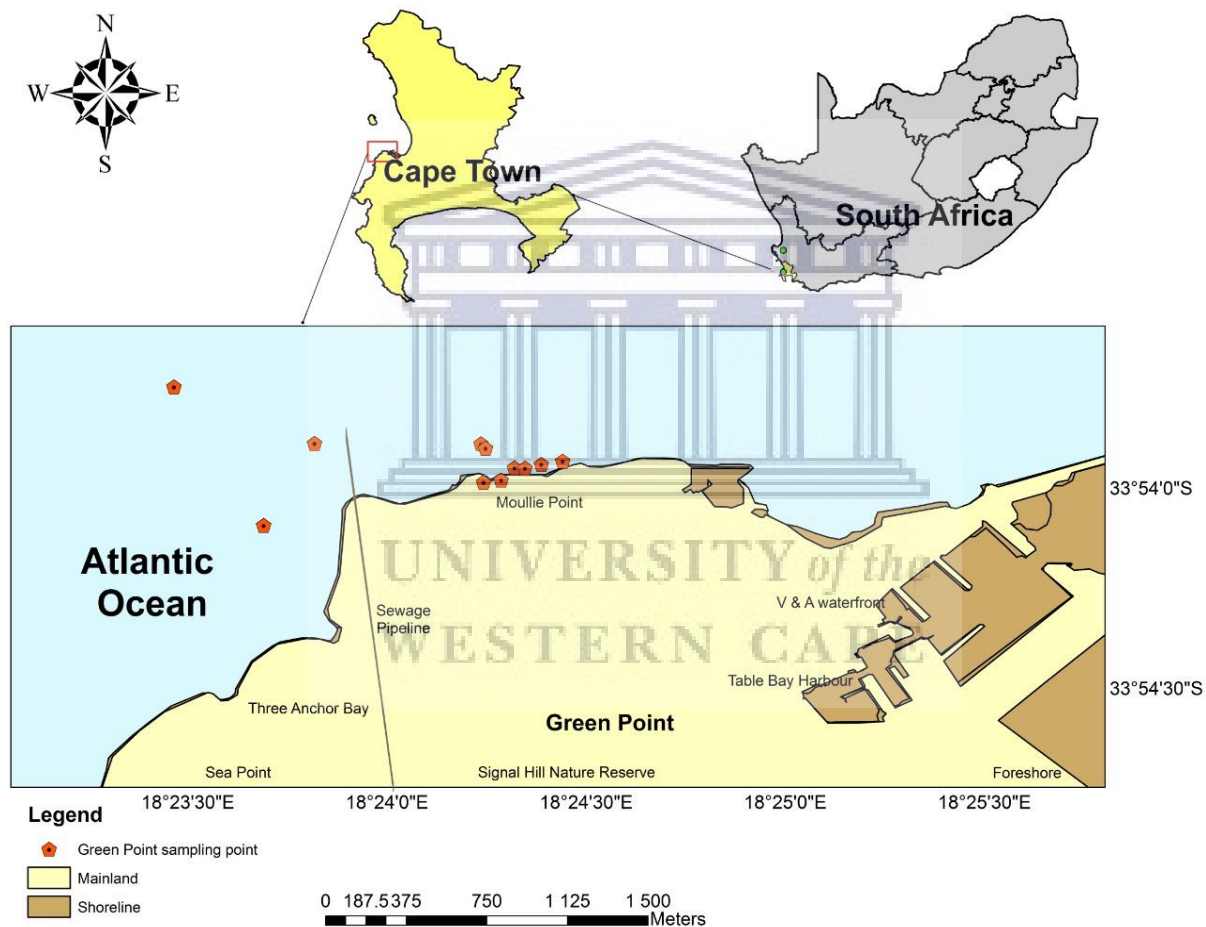 N
W
E
S
Cape Town
South Africa
Atlantic
Ocean
Moullie Point
33°54'0"S
UNIVERSITY of the
WESTERN CAPE
Sewage
Pipeline
V & A waterfront
Table Bay Harbour
33°54'30"S
Three Anchor Bay
Green Point
Sea Point
Signal Hill Nature Reserve
Foreshore
18°23'30"E
18°24'0"E
18°24'30"E
18°25'0"E
18°25'30"E
Legend
Green Point sampling point
Mainland
Shoreline
0 187.5 375 750 1 125 1 500
Meters